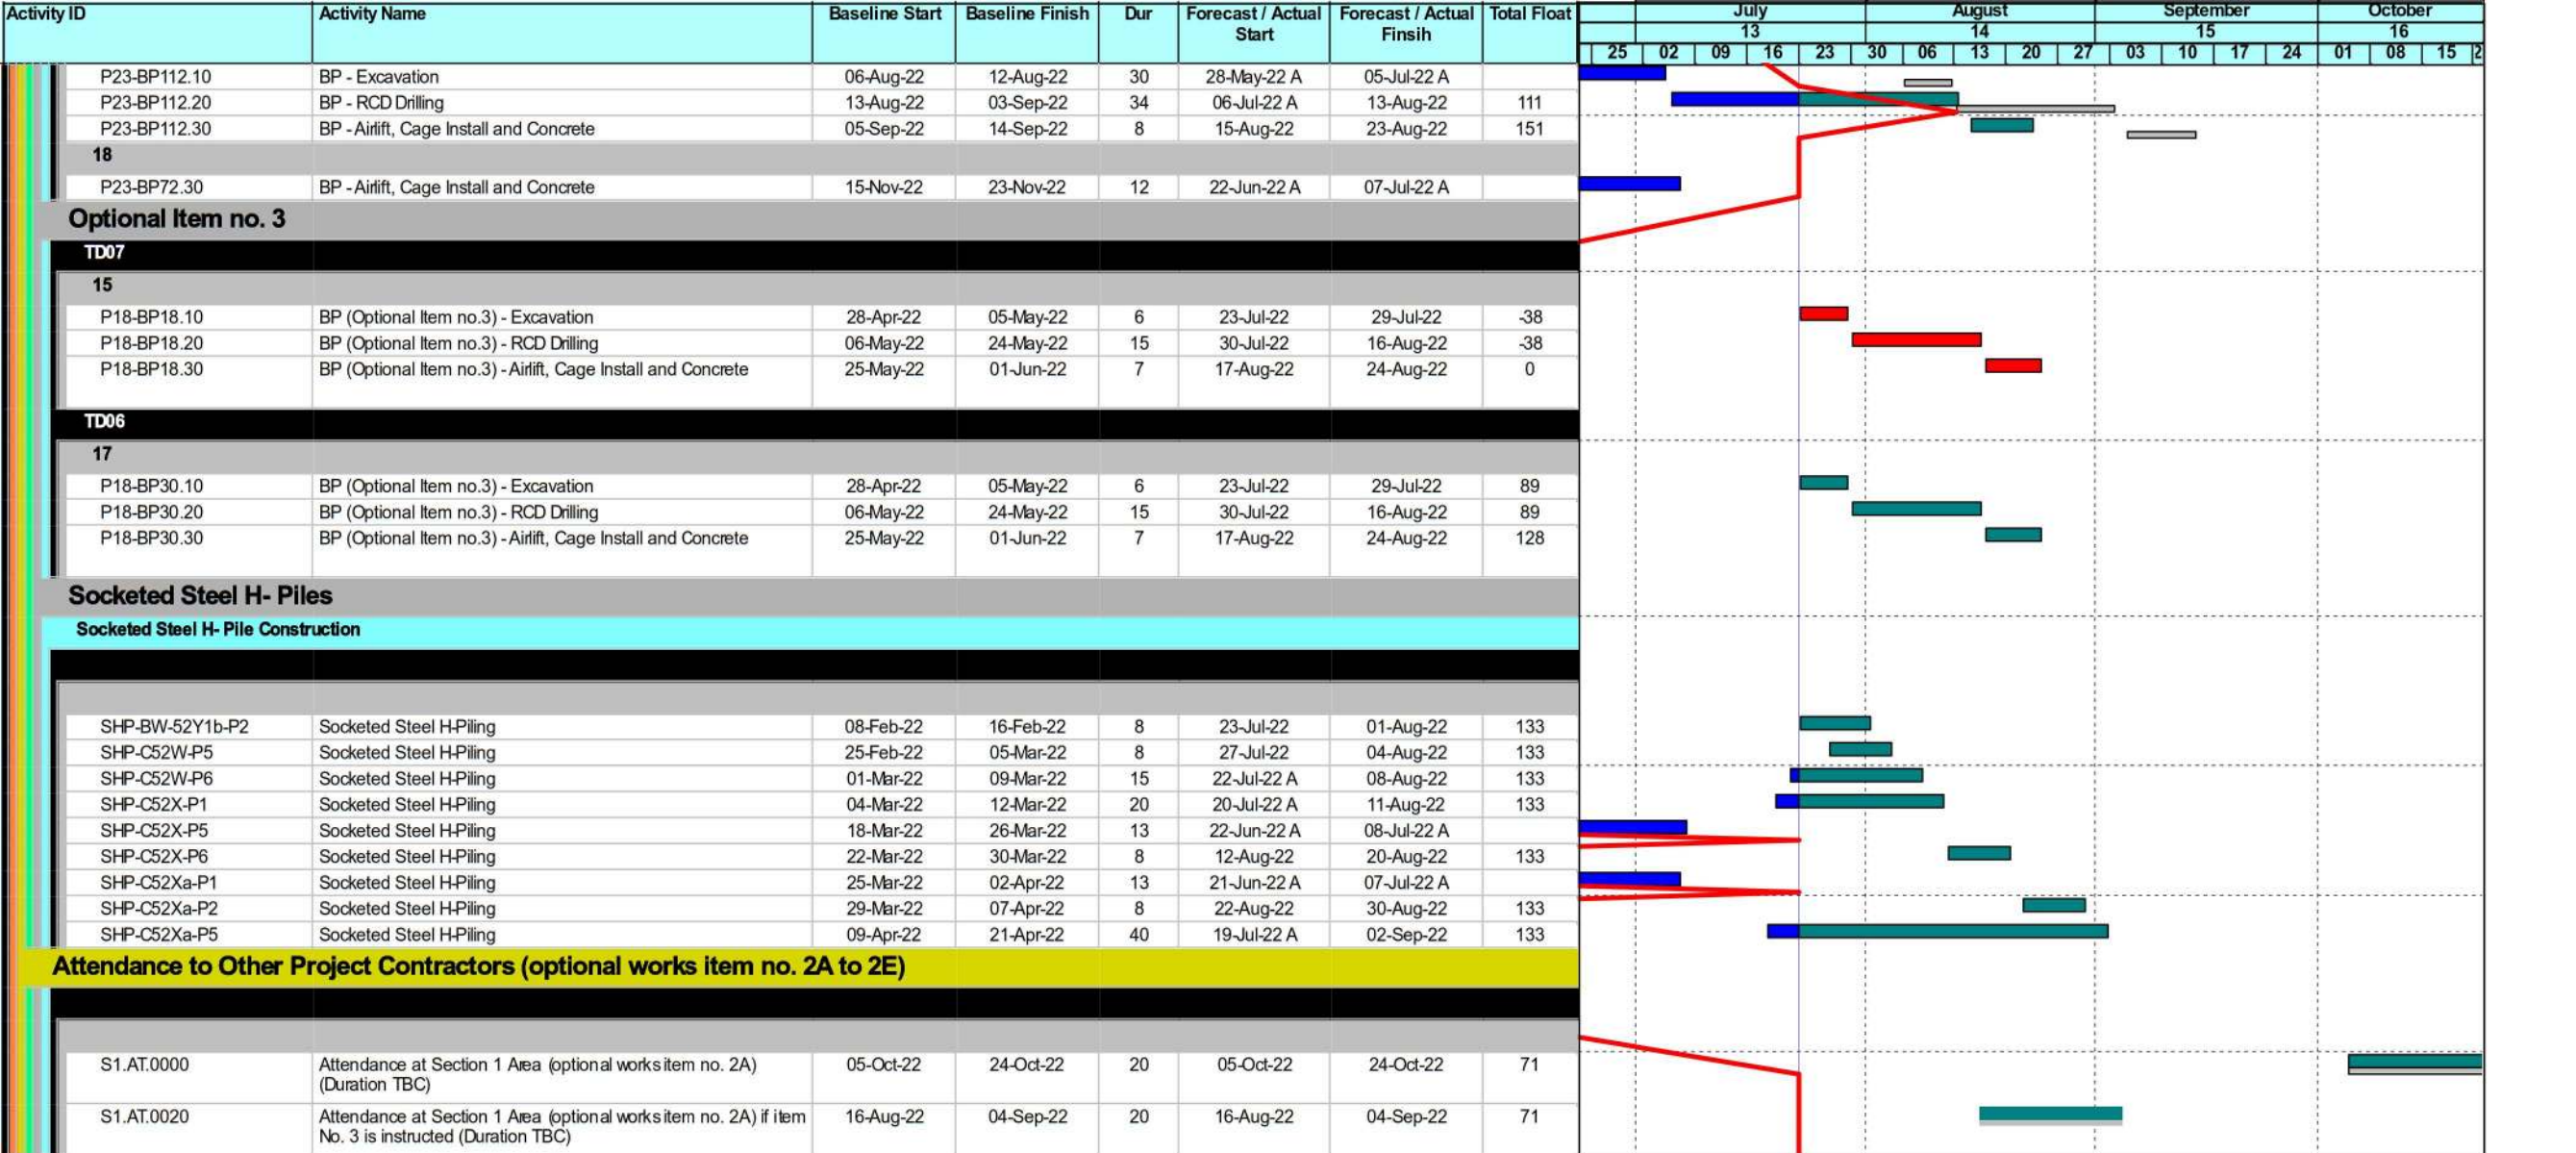 Activity ID Activity Name Baseline Start Baseline Finish Dur Forecast / Actual Start Forecast / Actual Finsih Total Float
July August September October
13 14 15 16
25 02 09 16 23 30 06 13 20 27 03 10 17 24 01 08 15 2
P23-BP112.10 BP - Excavation 06-Aug-22 12-Aug-22 30 28-May-22 A 05-Jul-22 A
P23-BP112.20 BP - RCD Drilling 13-Aug-22 03-Sep-22 34 06-Jul-22 A 13-Aug-22 111
P23-BP112.30 BP - Airlift, Cage Install and Concrete 05-Sep-22 14-Sep-22 8 15-Aug-22 23-Aug-22 151
18
P23-BP72.30 BP - Airlift, Cage Install and Concrete 15-Nov-22 23-Nov-22 12 22-Jun-22 A 07-Jul-22 A
Optional Item no. 3
TD07
15
P18-BP18.10 BP (Optional Item no.3) - Excavation 28-Apr-22 05-May-22 6 23-Jul-22 29-Jul-22 -38
P18-BP18.20 BP (Optional Item no.3) - RCD Drilling 06-May-22 24-May-22 15 30-Jul-22 16-Aug-22 -38
P18-BP18.30 BP (Optional Item no.3) - Airlift, Cage Install and Concrete 25-May-22 01-Jun-22 7 17-Aug-22 24-Aug-22 0
TD06
17
P18-BP30.10 BP (Optional Item no.3) - Excavation 28-Apr-22 05-May-22 6 23-Jul-22 29-Jul-22 89
P18-BP30.20 BP (Optional Item no.3) - RCD Drilling 06-May-22 24-May-22 15 30-Jul-22 16-Aug-22 89
P18-BP30.30 BP (Optional Item no.3) - Airlift, Cage Install and Concrete 25-May-22 01-Jun-22 7 17-Aug-22 24-Aug-22 128
Socketed Steel H- Piles
Socketed Steel H- Pile Construction
SHP-BW-52Y1b-P2 Socketed Steel H-Piling 08-Feb-22 16-Feb-22 8 23-Jul-22 01-Aug-22 133
SHP-C52W-P5 Socketed Steel H-Piling 25-Feb-22 05-Mar-22 8 27-Jul-22 04-Aug-22 133
SHP-C52W-P6 Socketed Steel H-Piling 01-Mar-22 09-Mar-22 15 22-Jul-22 A 08-Aug-22 133
SHP-C52X-P1 Socketed Steel H-Piling 04-Mar-22 12-Mar-22 20 20-Jul-22 A 11-Aug-22 133
SHP-C52X-P5 Socketed Steel H-Piling 18-Mar-22 26-Mar-22 13 22-Jun-22 A 08-Jul-22 A
SHP-C52X-P6 Socketed Steel H-Piling 22-Mar-22 30-Mar-22 8 12-Aug-22 20-Aug-22 133
SHP-C52Xa-P1 Socketed Steel H-Piling 25-Mar-22 02-Apr-22 13 21-Jun-22 A 07-Jul-22 A
SHP-C52Xa-P2 Socketed Steel H-Piling 29-Mar-22 07-Apr-22 8 22-Aug-22 30-Aug-22 133
SHP-C52Xa-P5 Socketed Steel H-Piling 09-Apr-22 21-Apr-22 40 19-Jul-22 A 02-Sep-22 133
Attendance to Other Project Contractors (optional works item no. 2A to 2E)
S1.AT.0000 Attendance at Section 1 Area (optional works item no. 2A) 05-Oct-22 24-Oct-22 20 05-Oct-22 24-Oct-22 71
(Duration TBC)
S1.AT.0020 Attendance at Section 1 Area (optional works item no. 2A) if item 16-Aug-22 04-Sep-22 20 16-Aug-22 04-Sep-22 71
No. 3 is instructed (Duration TBC)